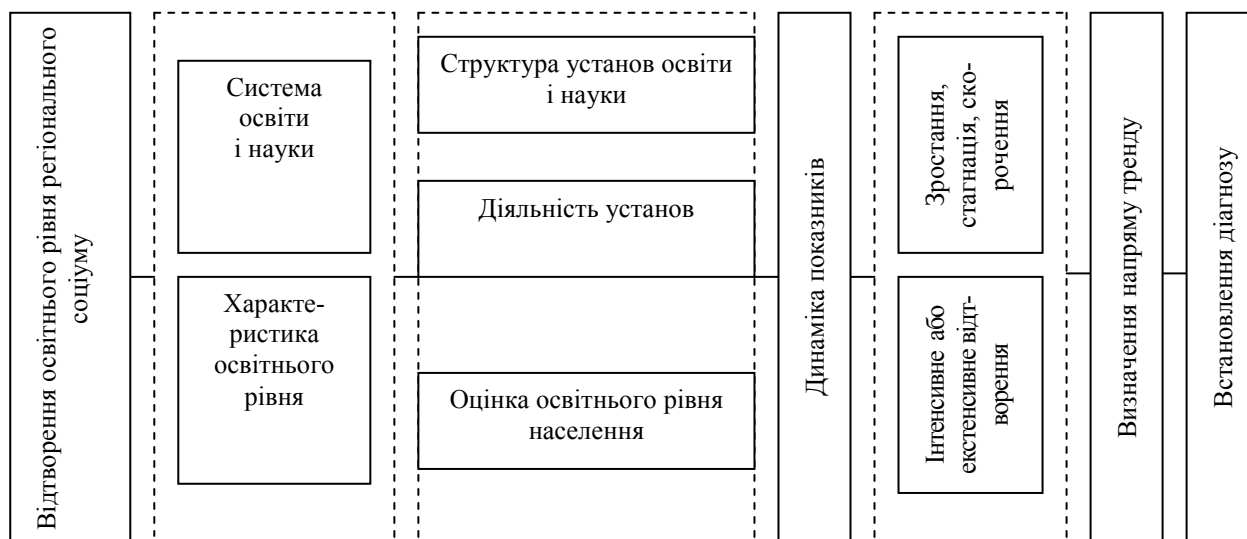 Відтворення освітнього рівня регіонального
соціуму
Система
освіти
і науки
Характе-
ристика
освітнього
рівня
Структура установ освіти
і науки
Діяльність установ
Оцінка освітнього рівня
населення
Динаміка показників
Зростання,
стагнація, ско-
рочення
Інтенсивне або
екстенсивне відт-
ворення
Визначення напряму тренду
Встановлення діагнозу